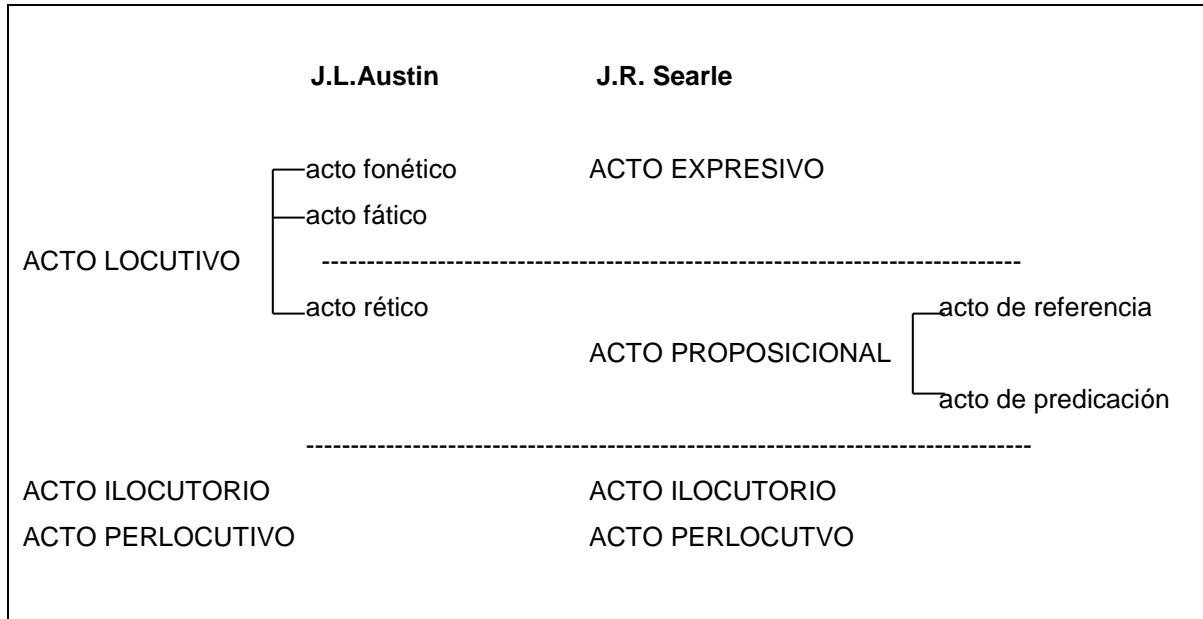 J.L.Austin J.R. Searle
acto fonético ACTO EXPRESIVO
acto fático
ACTO LOCUTIVO ------------------------------------------------------------------------------
acto rético acto de referencia
ACTO PROPOSICIONAL
acto de predicación
---------------------------------------------------------------------------------
ACTO ILOCUTORIO ACTO ILOCUTORIO
ACTO PERLOCUTIVO ACTO PERLOCUTVO